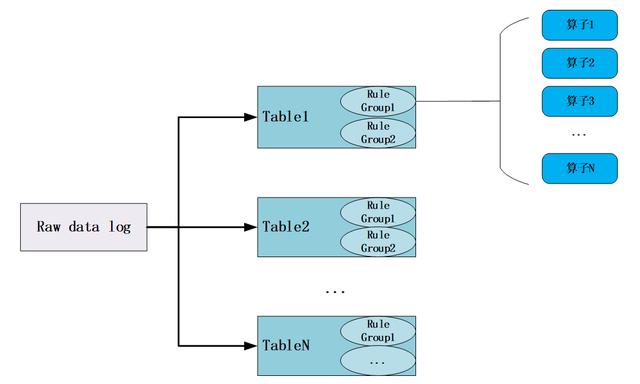 Raw data log
Table1
Rule
Group1
Rule
Group2
算子1
算子2
算子3
...
算子N
Table2
Rule
Group1
Rule
Group2
...
TableN
Rule
Group1
...